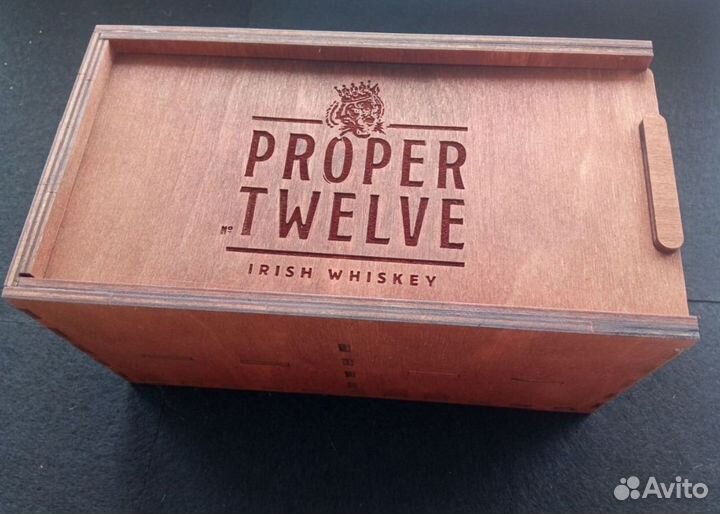 PROPER
No. TWELVE
IRISH WHISKEY
Avito